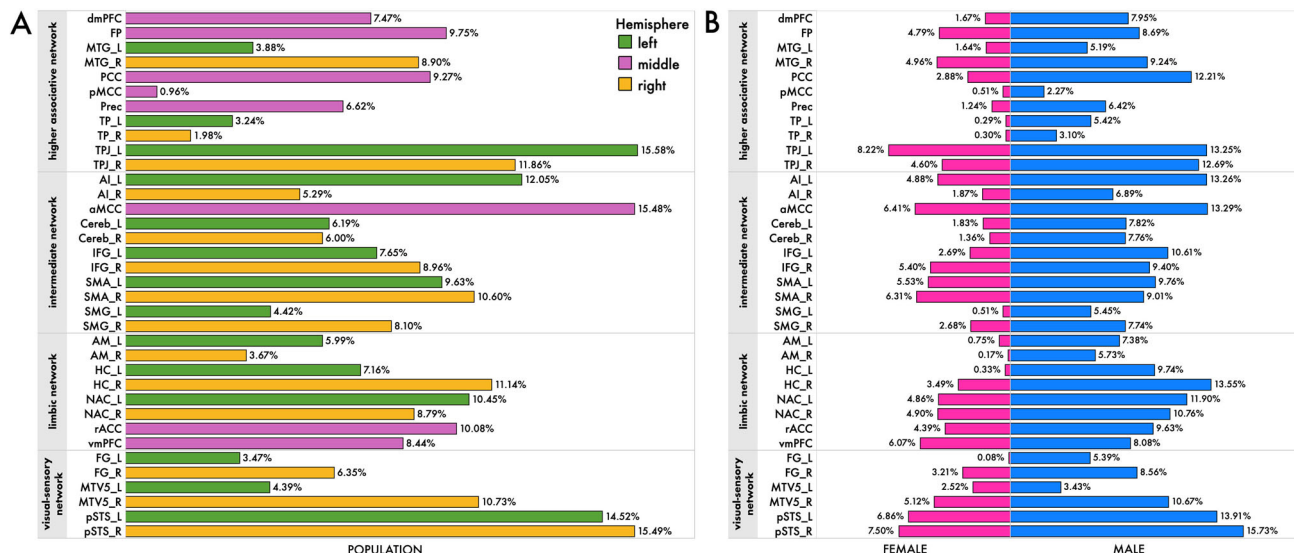 A
higher associative network
dmPFC 7.47%
FP 9.75%
MTG_L 3.88%
MTG_R 8.90%
PCC 9.27%
pMCC 0.96%
Prec 6.62%
TP_L 3.24%
TP_R 1.98%
TPJ_L 15.58%
TPJ_R 11.86%
intermediate network
AI_L 12.05%
AI_R 5.29%
aMCC 15.48%
Cereb_L 6.19%
Cereb_R 6.00%
IFG_L 7.65%
IFG_R 8.96%
SMA_L 9.63%
SMA_R 10.60%
SMG_L 4.42%
SMG_R 8.10%
limbic network
AM_L 5.99%
AM_R 3.67%
HC_L 7.16%
HC_R 11.14%
NAC_L 10.45%
NAC_R 8.79%
rACC 10.08%
vmPFC 8.44%
visual-sensory
network
FG_L 3.47%
FG_R 6.35%
MTV5_L 4.39%
MTV5_R 10.73%
pSTS_L 14.52%
pSTS_R 15.49%
POPULATION
Hemisphere
left
middle
right
B
higher associative network
dmPFC 1.67% 7.95%
FP 4.79% 8.69%
MTG_L 1.64% 5.19%
MTG_R 4.96% 9.24%
PCC 2.88% 12.21%
pMCC 0.51% 2.27%
Prec 1.24% 6.42%
TP_L 0.29% 5.42%
TP_R 0.30% 3.10%
TPJ_L 8.22% 13.25%
TPJ_R 4.60% 12.69%
intermediate network
AI_L 4.88% 13.26%
AI_R 1.87% 6.89%
aMCC 6.41% 13.29%
Cereb_L 1.83% 7.82%
Cereb_R 1.36% 7.76%
IFG_L 2.69% 10.61%
IFG_R 5.40% 9.40%
SMA_L 5.53% 9.76%
SMA_R 6.31% 9.01%
SMG_L 0.51% 5.45%
SMG_R 2.68% 7.74%
limbic network
AM_L 0.75% 7.38%
AM_R 0.17% 5.73%
HC_L 0.33% 9.74%
HC_R 3.49% 13.55%
NAC_L 4.86% 11.90%
NAC_R 4.90% 10.76%
rACC 4.39% 9.63%
vmPFC 6.07% 8.08%
visual-sensory
network
FG_L 0.08% 5.39%
FG_R 3.21% 8.56%
MTV5_L 2.52% 3.43%
MTV5_R 5.12% 10.67%
pSTS_L 6.86% 13.91%
pSTS_R 7.50% 15.73%
FEMALE MALE